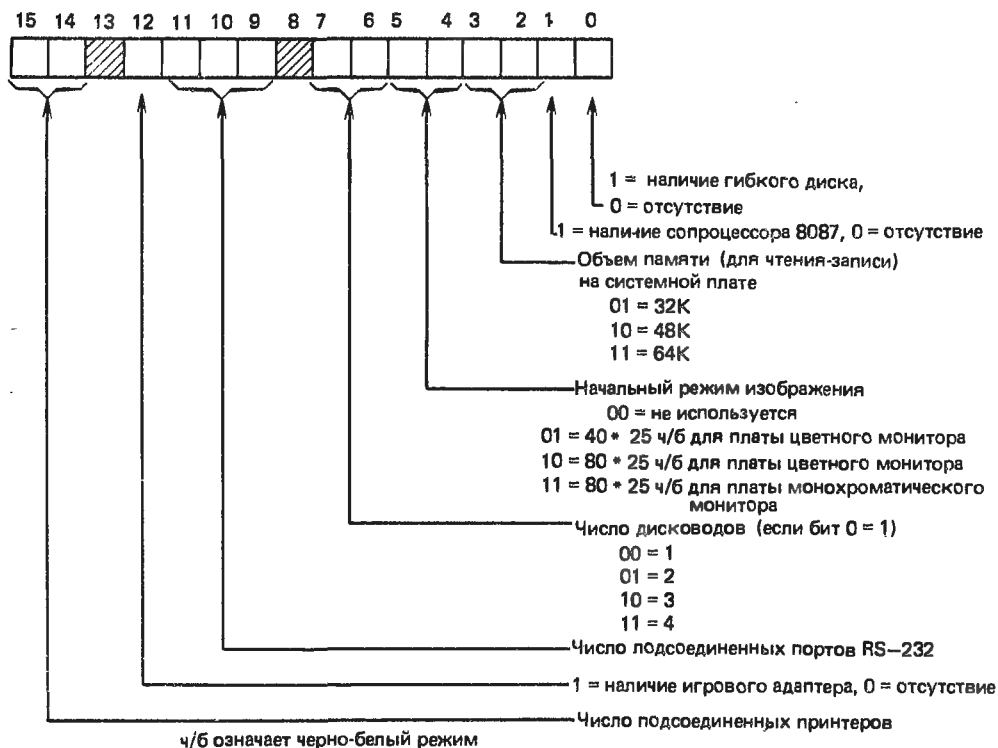 15 14 13 12 11 10 9 8 7 6 5 4 3 2 1 0
1 = наличие гибкого диска,
0 = отсутствие
1 = наличие сопроцессора 8087, 0 = отсутствие
Объем памяти (для чтения-записи)
на системной плате
01 = 32К
10 = 48К
11 = 64К
Начальный режим изображения
00 = не используется
01 = 40 * 25 ч/б для платы цветного монитора
10 = 80 * 25 ч/б для платы цветного монитора
11 = 80 * 25 ч/б для платы монохроматического
монитора
Число дисководов (если бит 0 = 1)
00 = 1
01 = 2
10 = 3
11 = 4
Число подсоединенных портов RS–232
1 = наличие игрового адаптера, 0 = отсутствие
Число подсоединенных принтеров
ч/б означает черно-белый режим